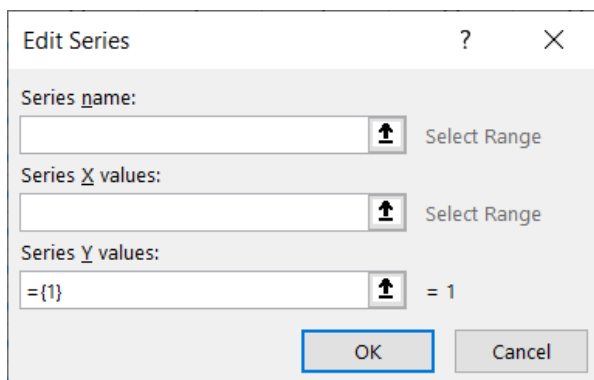 Edit Series ? ×
Series name:
Select Range
Series X values:
Select Range
Series Y values:
={1} = 1
OK Cancel